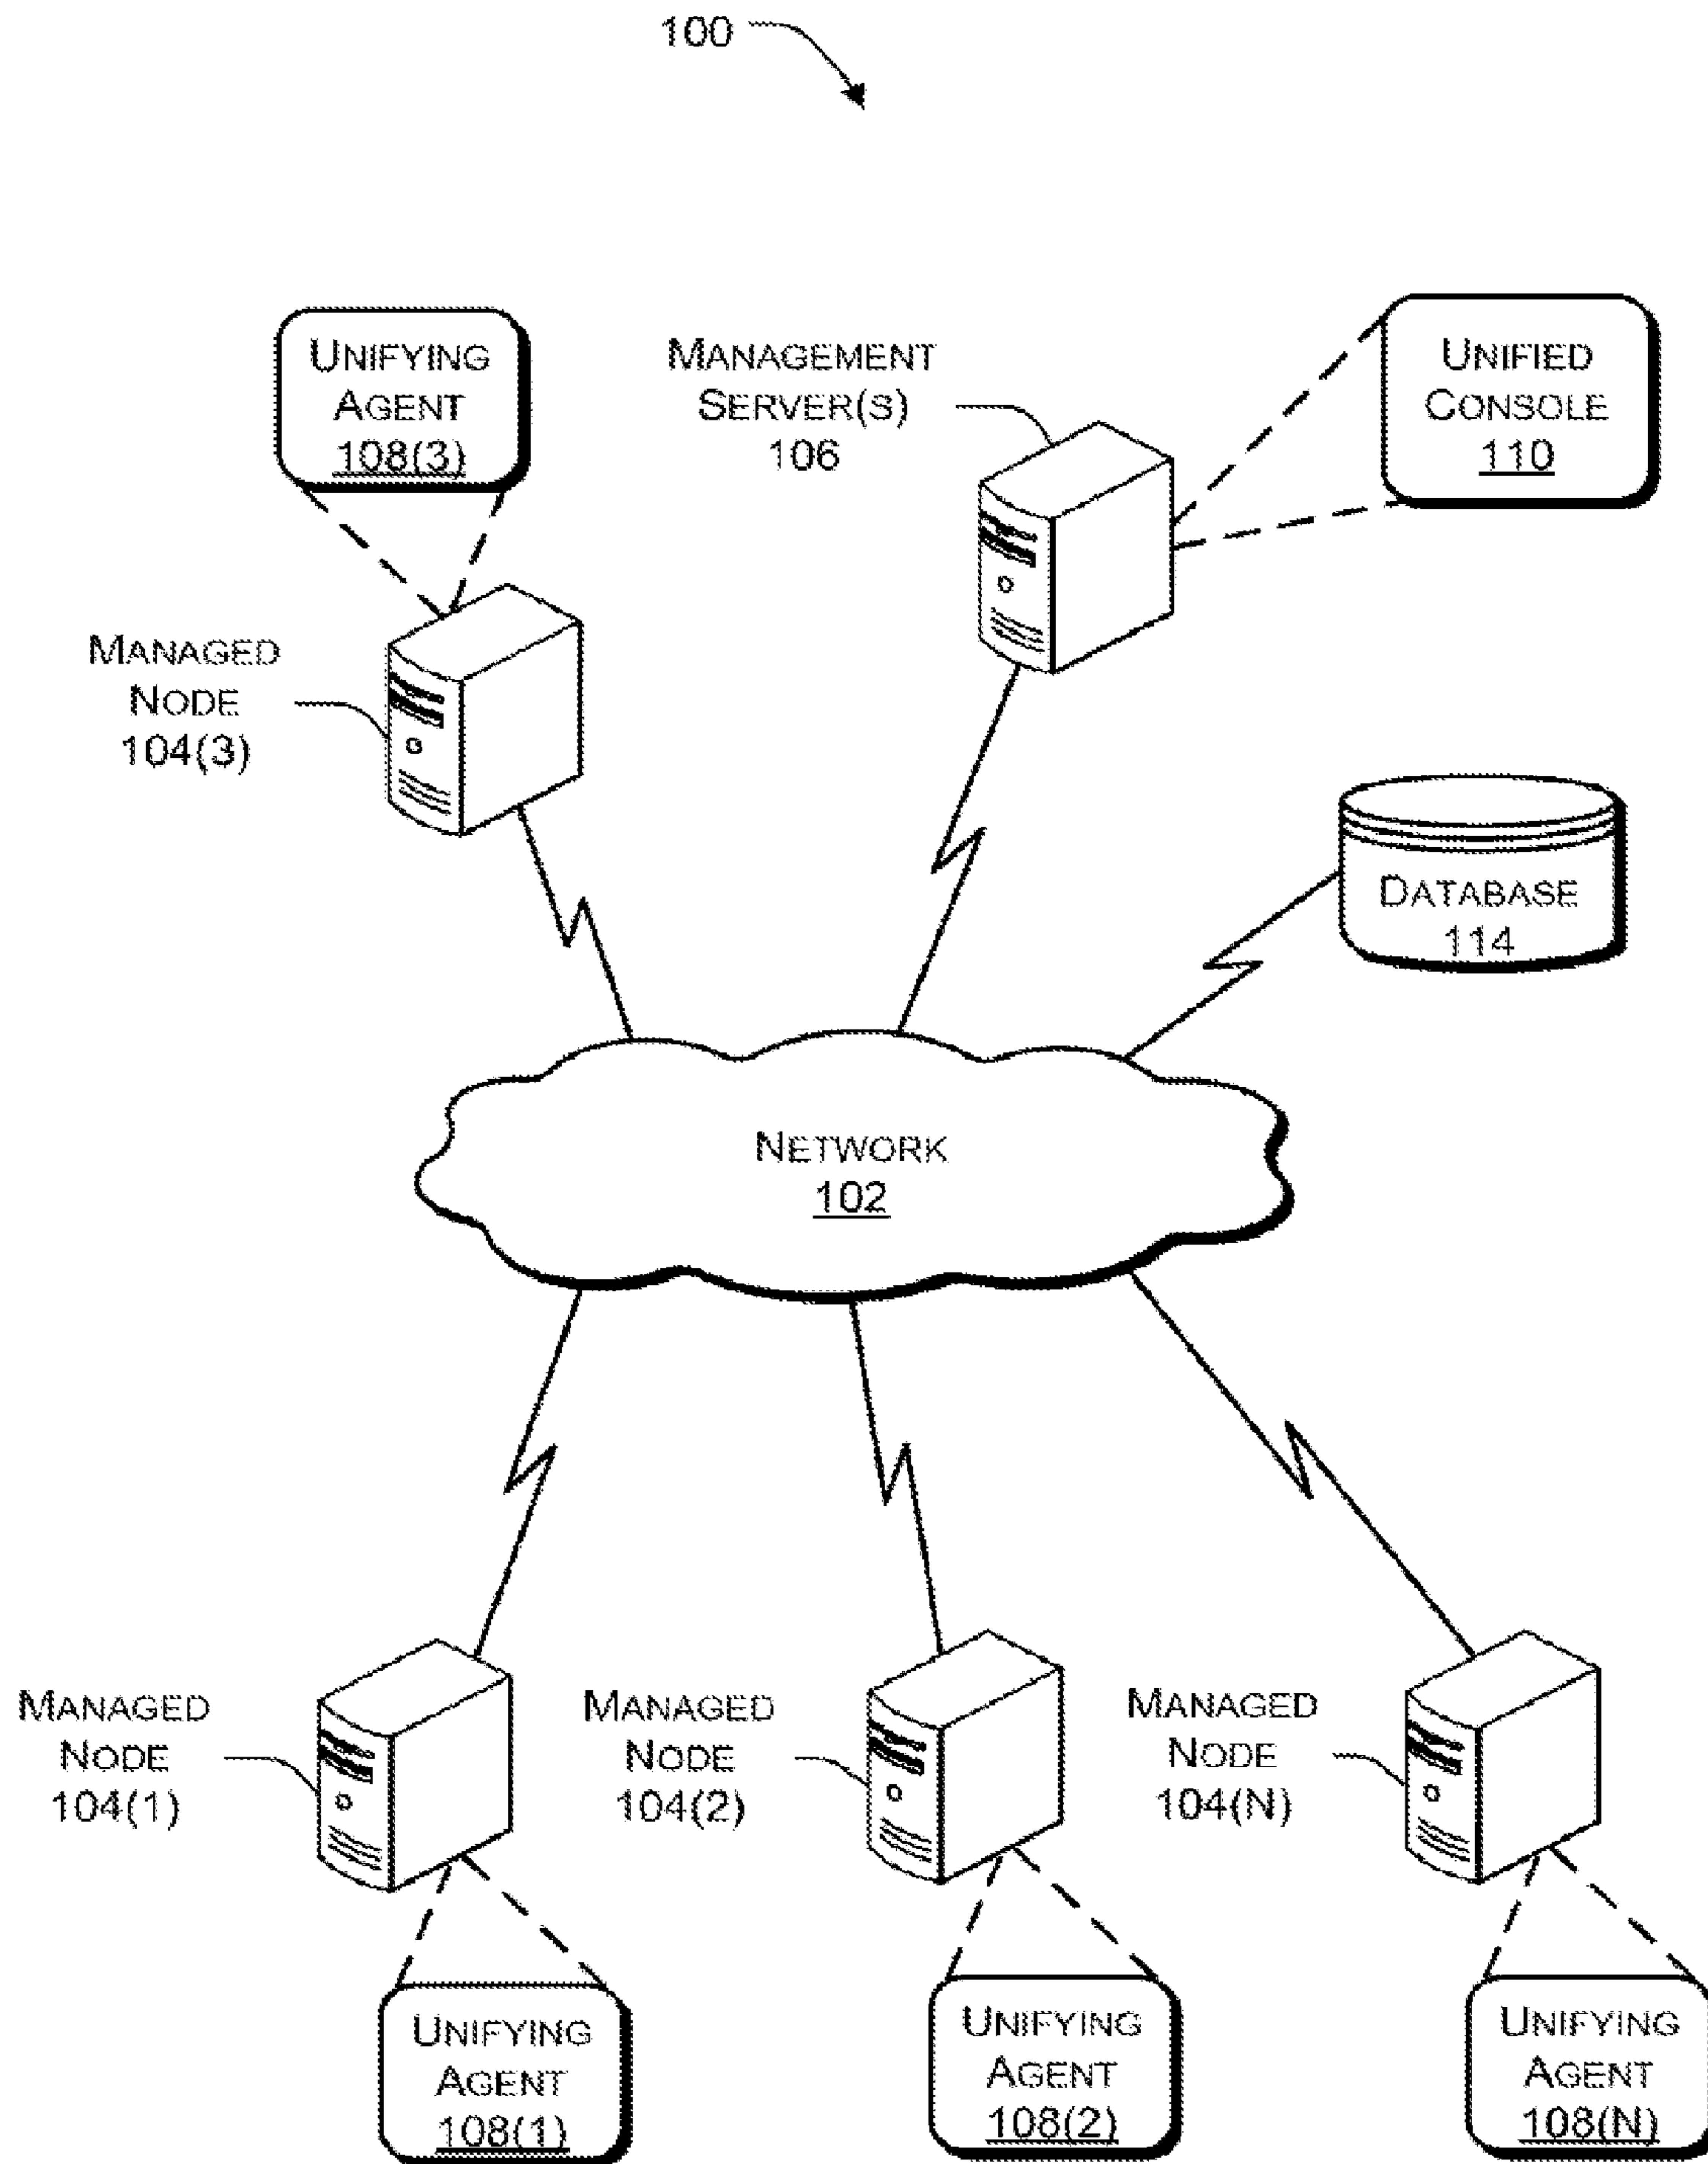 100
UNIFYING
AGENT
108(3)
MANAGEMENT
SERVER(S)
106
UNIFIED
CONSOLE
110
MANAGED
NODE
104(3)
DATABASE
114
NETWORK
102
MANAGED
NODE
104(1)
MANAGED
NODE
104(2)
MANAGED
NODE
104(N)
UNIFYING
AGENT
108(1)
UNIFYING
AGENT
108(2)
UNIFYING
AGENT
108(N)